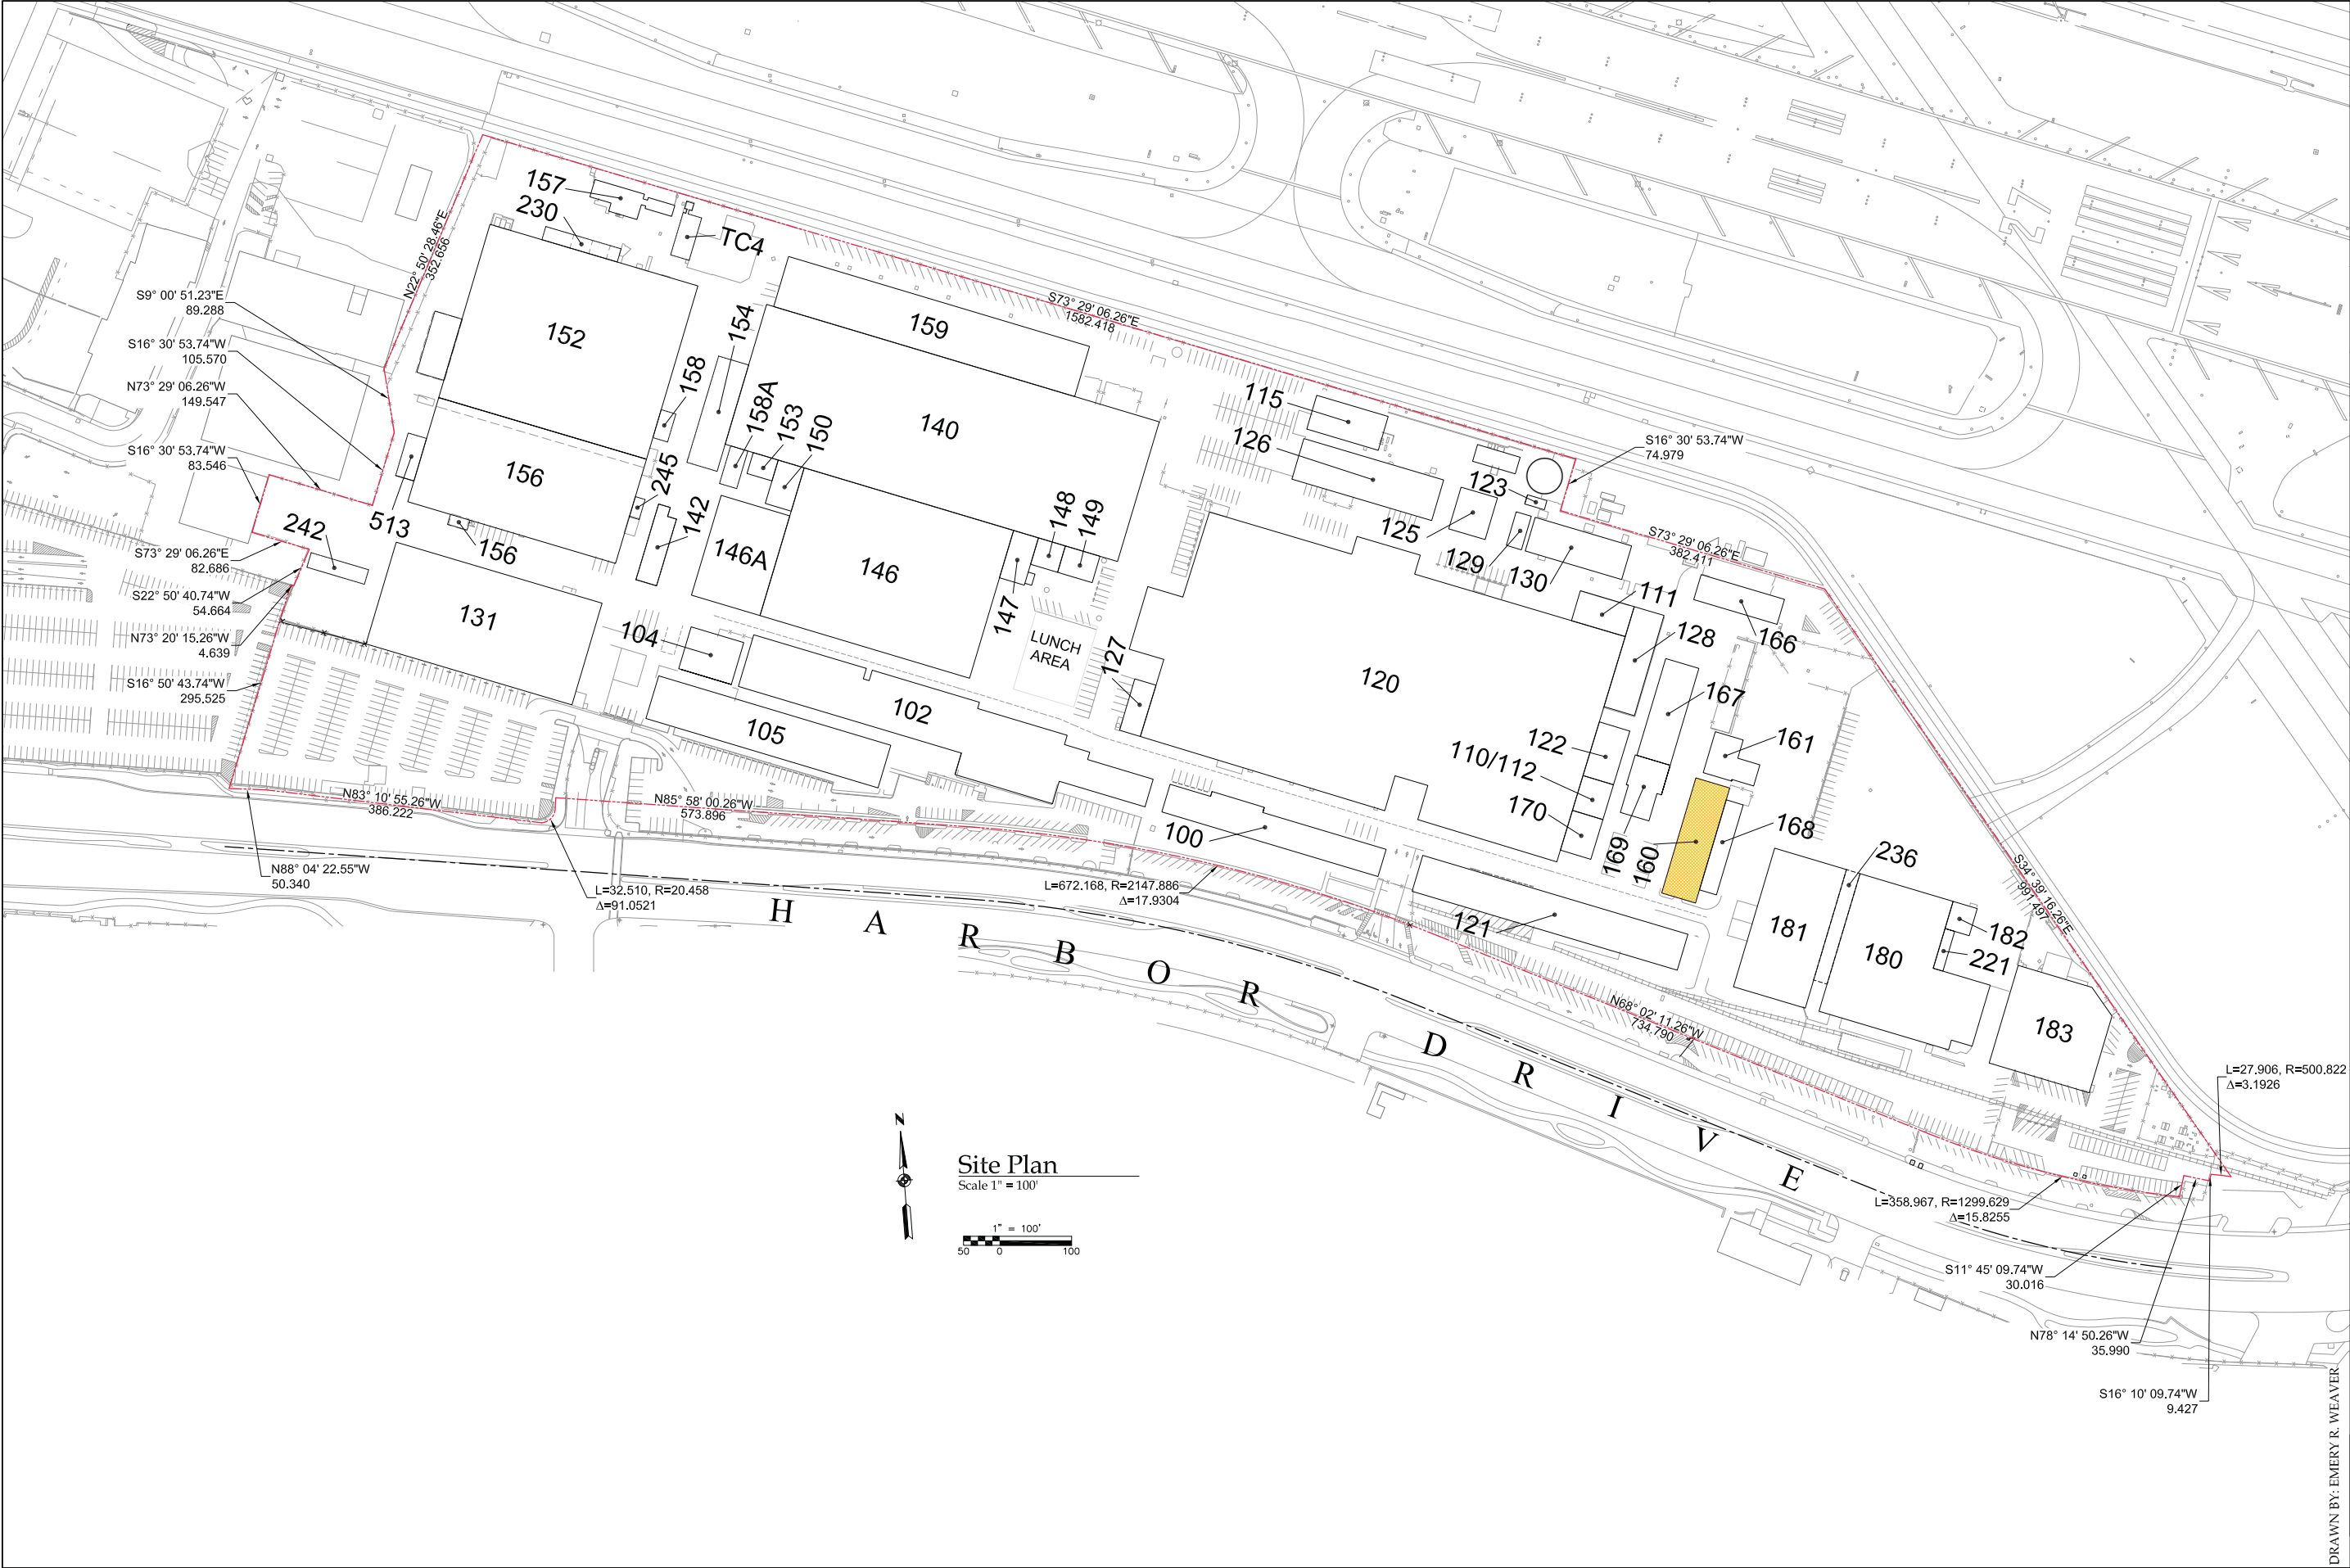 157
230
TC4
N22° 50' 28.46"E
352.656
S9° 00' 51.23"E
89.288
S16° 30' 53.74"W
105.570
N73° 29' 06.26"W
149.547
S16° 30' 53.74"W
83.546
S73° 29' 06.26"E
82.686
S22° 50' 40.74"W
54.664
N73° 20' 15.26"W
4.639
S16° 50' 43.74"W
295.525
S73° 29' 06.26"E
1582.418
152
154
159
158
158A
153
150
140
156
245
142
513
242
156
131
146A
146
148
149
147
LUNCH
AREA
104
105
102
127
115
126
123
125
129
130
S16° 30' 53.74"W
74.979
S73° 29' 06.26"E
382.411
111
128
166
120
167
122
161
110/112
170
169
160
168
100
121
236
181
180
182
221
183
S34° 39' 16.26"E
991.497
N83° 10' 55.26"W
386.222
N85° 58' 00.26"W
573.896
N88° 04' 22.55"W
50.340
L=32.510, R=20.458
Δ=91.0521
L=672.168, R=2147.886
Δ=17.9304
N68° 02' 11.26"W
734.790
L=27.906, R=500.822
Δ=3.1926
L=358.967, R=1299.629
Δ=15.8255
S11° 45' 09.74"W
30.016
N78° 14' 50.26"W
35.990
S16° 10' 09.74"W
9.427
HARBOR DRIVE
N
Site Plan
Scale 1" = 100'
1" = 100'
50 0 100
DRAWN BY: EMERY R. WEAVER